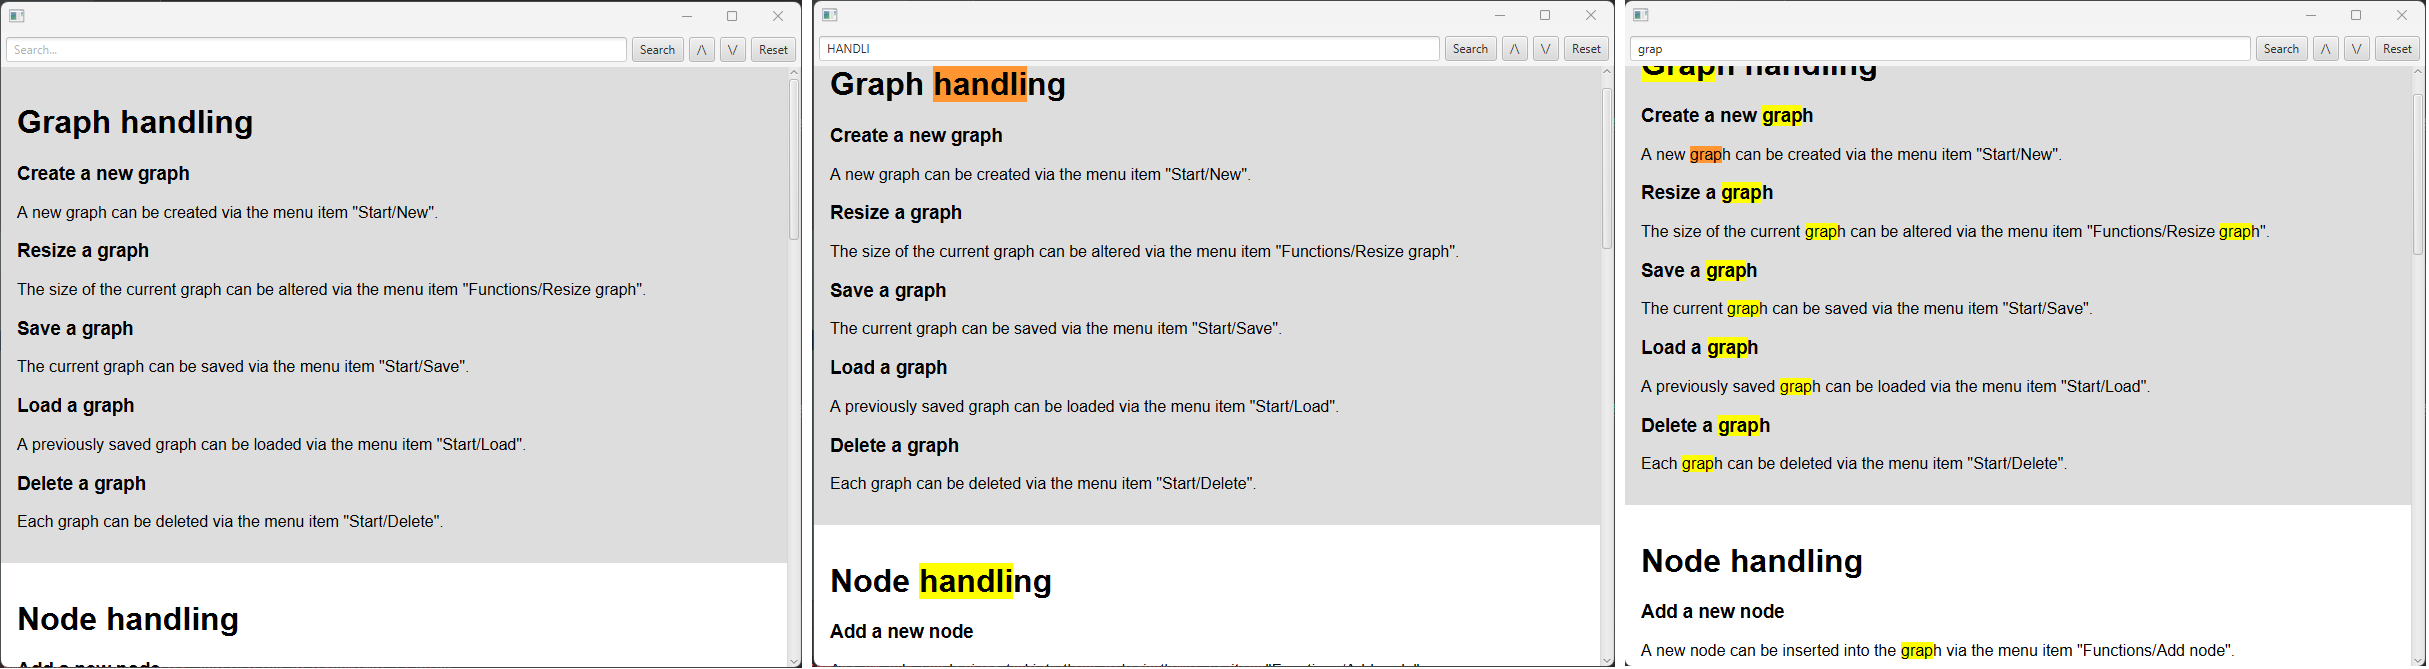 Search...
Search
/\
\/
Reset
Graph handling
Create a new graph
A new graph can be created via the menu item "Start/New".
Resize a graph
The size of the current graph can be altered via the menu item "Functions/Resize graph".
Save a graph
The current graph can be saved via the menu item "Start/Save".
Load a graph
A previously saved graph can be loaded via the menu item "Start/Load".
Delete a graph
Each graph can be deleted via the menu item "Start/Delete".
Node handling
Add a new node
HANDLI
Search
/\
\/
Reset
Graph handling
Create a new graph
A new graph can be created via the menu item "Start/New".
Resize a graph
The size of the current graph can be altered via the menu item "Functions/Resize graph".
Save a graph
The current graph can be saved via the menu item "Start/Save".
Load a graph
A previously saved graph can be loaded via the menu item "Start/Load".
Delete a graph
Each graph can be deleted via the menu item "Start/Delete".
Node handling
Add a new node
grap
Search
/\
\/
Reset
Graph handling
Create a new graph
A new graph can be created via the menu item "Start/New".
Resize a graph
The size of the current graph can be altered via the menu item "Functions/Resize graph".
Save a graph
The current graph can be saved via the menu item "Start/Save".
Load a graph
A previously saved graph can be loaded via the menu item "Start/Load".
Delete a graph
Each graph can be deleted via the menu item "Start/Delete".
Node handling
Add a new node
A new node can be inserted into the graph via the menu item "Functions/Add node".